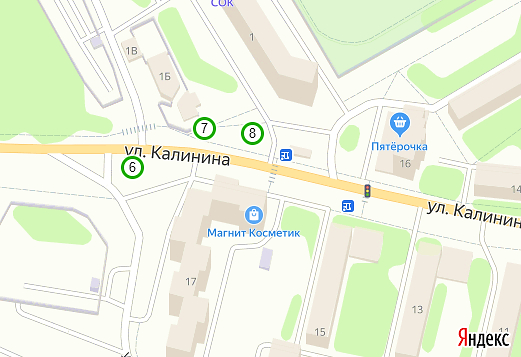 СОК
1
1В
1Б
7
8
Пятёрочка
16
ул. Калинина
6
14
ул. Калинина
Магнит Косметик
17
13
15
Яндекс